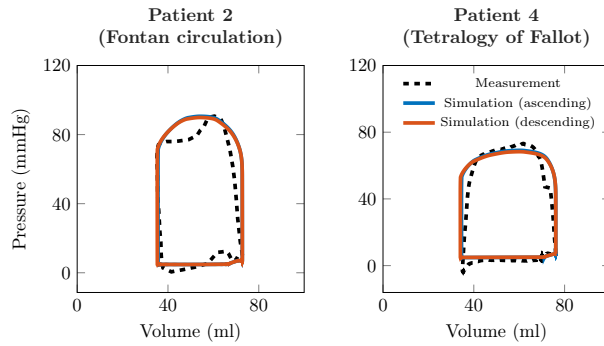 Patient 2
(Fontan circulation)
Patient 4
(Tetralogy of Fallot)
Pressure (mmHg)
120
80
40
0
0
40
80
Volume (ml)
120
80
40
0
0
40
80
Volume (ml)
Measurement
Simulation (ascending)
Simulation (descending)